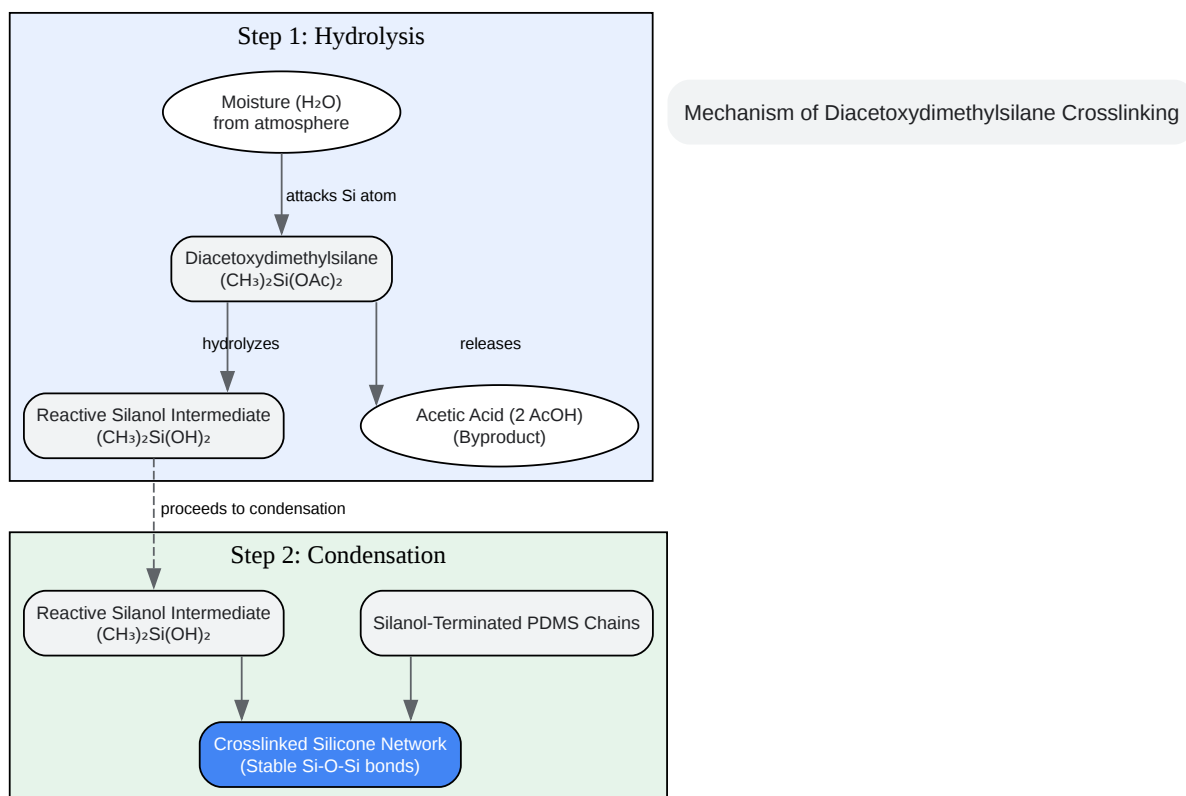 Step 1: Hydrolysis
Moisture (H₂O)
from atmosphere
Mechanism of Diacetoxydimethylsilane Crosslinking
attacks Si atom
Diacetoxydimethylsilane
(CH₃)₂Si(OAc)₂
hydrolyzes
releases
Reactive Silanol Intermediate
(CH₃)₂Si(OH)₂
Acetic Acid (2 AcOH)
(Byproduct)
proceeds to condensation
Step 2: Condensation
Reactive Silanol Intermediate
(CH₃)₂Si(OH)₂
Silanol-Terminated PDMS Chains
Crosslinked Silicone Network
(Stable Si-O-Si bonds)